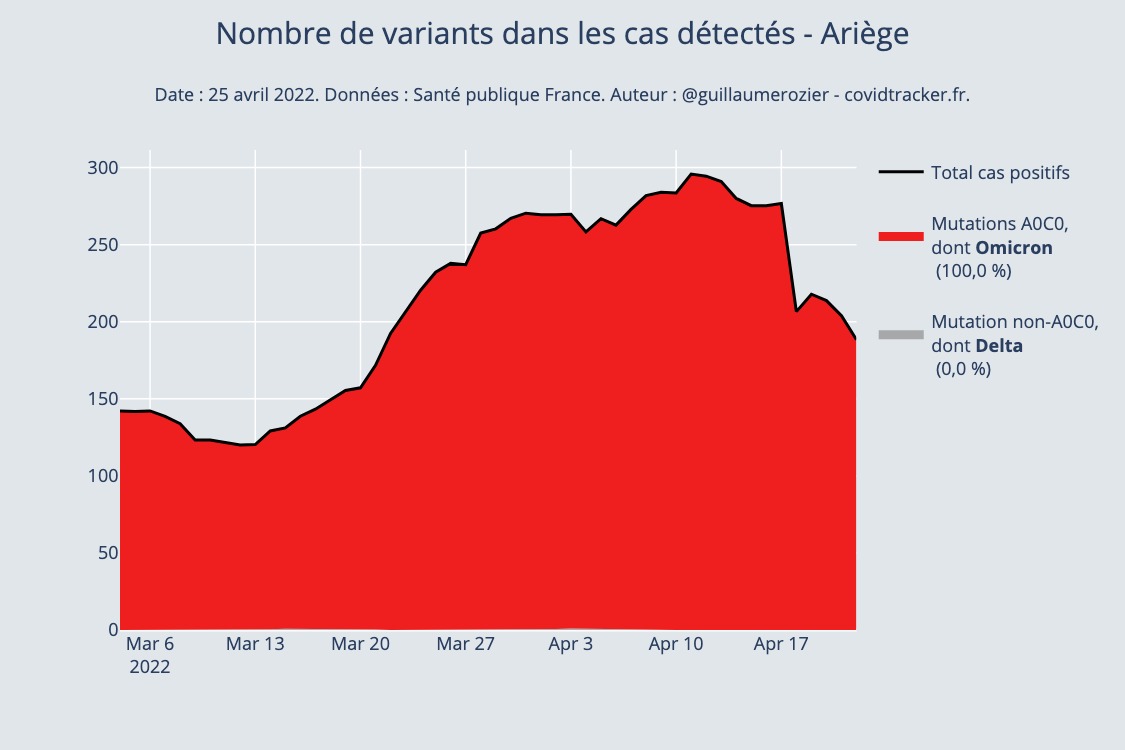 Nombre de variants dans les cas détectés - Ariège
Date : 25 avril 2022. Données : Santé publique France. Auteur : @guillaumerozier - covidtracker.fr.
300
250
200
150
100
50
0
Mar 6
2022
Mar 13
Mar 20
Mar 27
Apr 3
Apr 10
Apr 17
Total cas positifs
Mutations A0C0,
dont Omicron
(100,0 %)
Mutation non-A0C0,
dont Delta
(0,0 %)